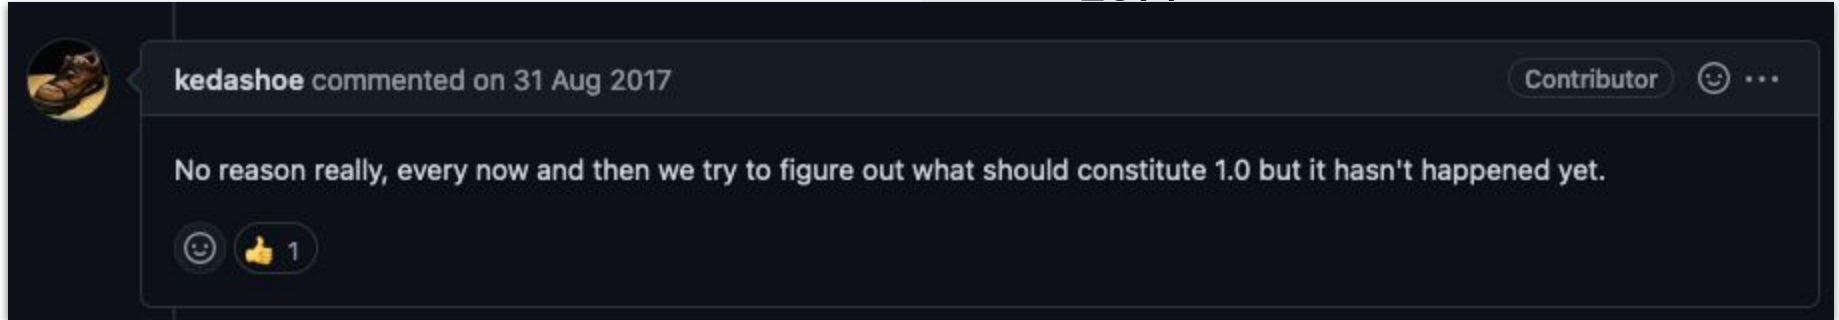 kedashoe commented on 31 Aug 2017
Contributor
No reason really, every now and then we try to figure out what should constitute 1.0 but it hasn't happened yet.
👍 1